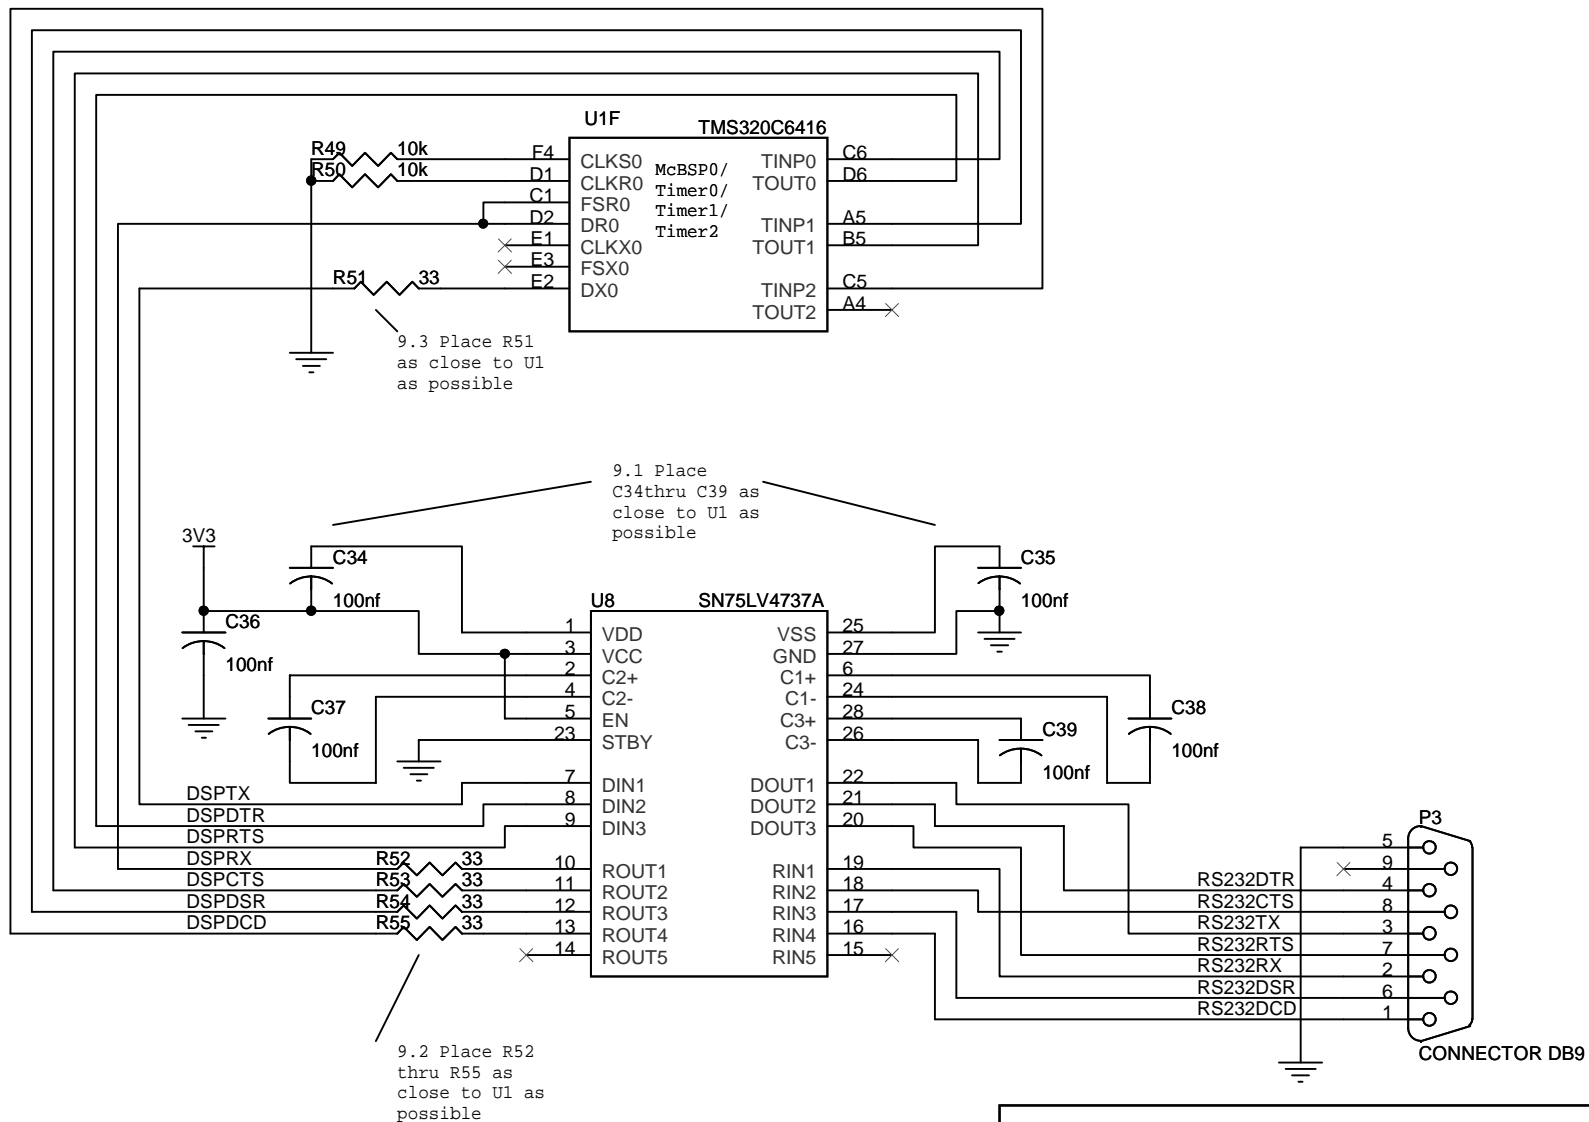 U1F
TMS320C6416
R49 10k F4 CLKS0 McBSP0/ TINP0 C6
R50 10k D1 CLKR0 Timer0/ TOUT0 D6
C1 FSR0 Timer1/
D2 DR0 Timer2 TINP1 A5
E1 CLKX0 TOUT1 B5
E3 FSX0
R51 33 E2 DX0 TINP2 C5
TOUT2 A4
9.3 Place R51
as close to U1
as possible
9.1 Place
C34thru C39 as
close to U1 as
possible
3V3
C34
100nf
C35
100nf
C36
100nf
U8 SN75LV4737A
1 VDD VSS 25
3 VCC GND 27
2 C2+ C1+ 6
4 C2- C1- 24
5 EN C3+ 28
23 STBY C3- 26
C37
100nf
C38
100nf
C39
100nf
DSPTX 7 DIN1 DOUT1 22
DSPDTR 8 DIN2 DOUT2 21
DSPRTS 9 DIN3 DOUT3 20
DSPRX R52 33 10 ROUT1 RIN1 19
DSPCTS R53 33 11 ROUT2 RIN2 18
DSPDSR R54 33 12 ROUT3 RIN3 17
DSPDCD R55 33 13 ROUT4 RIN4 16
14 ROUT5 RIN5 15
P3
5
9
RS232DTR 4
RS232CTS 8
RS232TX 3
RS232RTS 7
RS232RX 2
RS232DSR 6
RS232DCD 1
CONNECTOR DB9
9.2 Place R52
thru R55 as
close to U1 as
possible